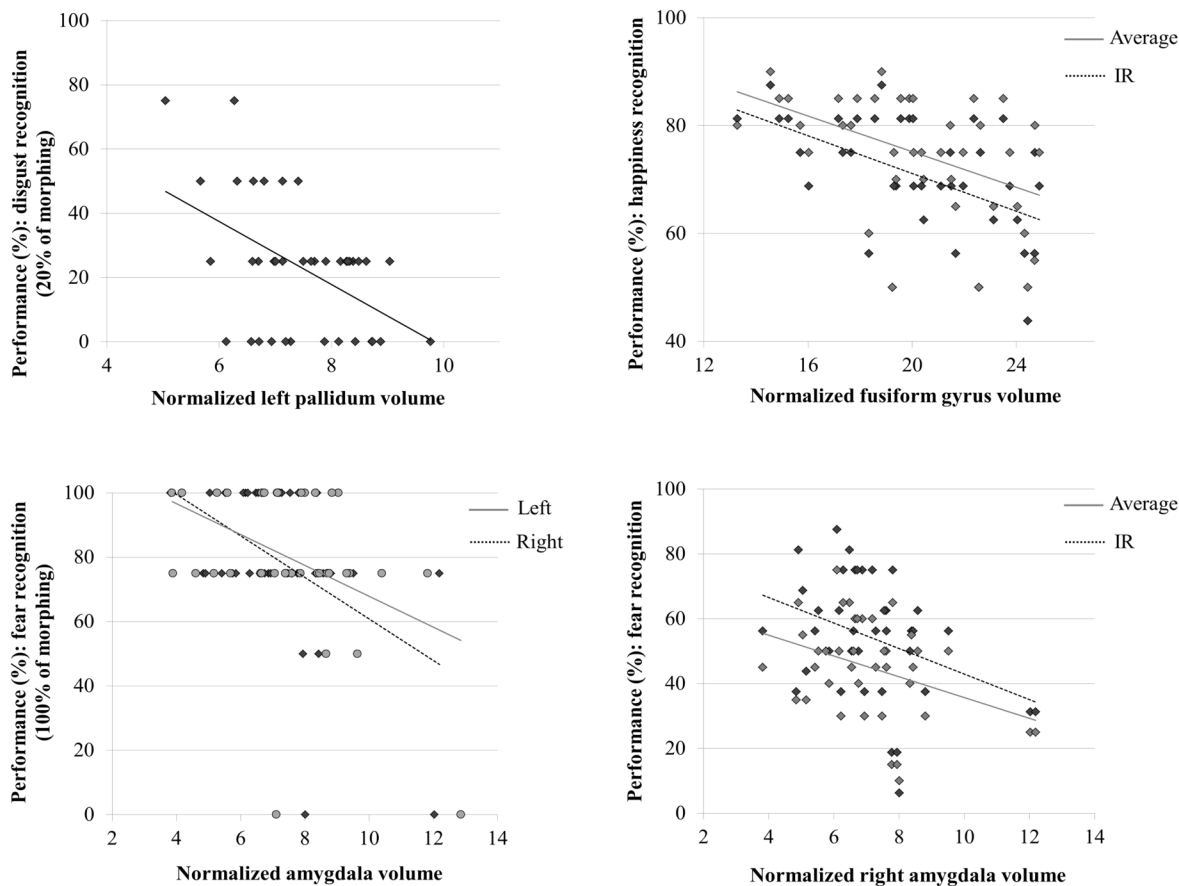 Performance (%): disgust recognition
(20% of morphing)
100
80
60
40
20
0
4
6
8
10
Normalized left pallidum volume
Performance (%): happiness recognition
100
80
60
40
12
16
20
24
Normalized fusiform gyrus volume
Average
IR
Performance (%): fear recognition
(100% of morphing)
100
80
60
40
20
0
2
4
6
8
10
12
14
Normalized amygdala volume
Left
Right
Performance (%): fear recognition
100
80
60
40
20
0
2
4
6
8
10
12
14
Normalized right amygdala volume
Average
IR